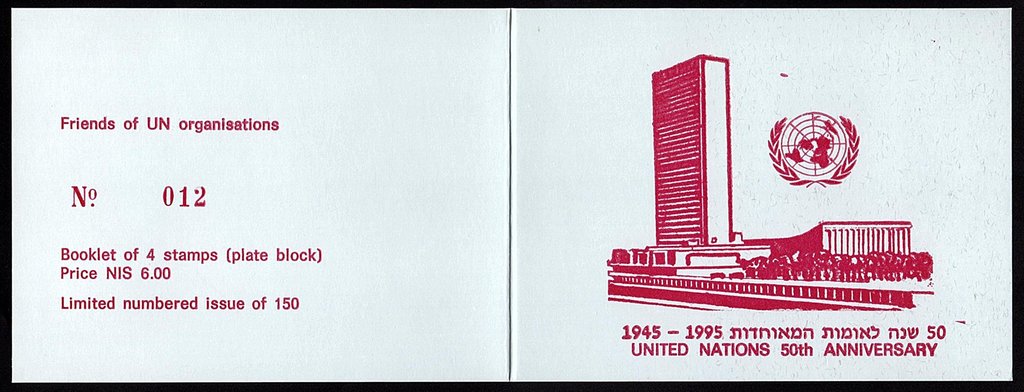 Friends of UN organisations
Nº 012
Booklet of 4 stamps (plate block)
Price NIS 6.00
Limited numbered issue of 150
50 שנה לאומות המאוחדות 1995 – 1945
UNITED NATIONS 50th ANNIVERSARY